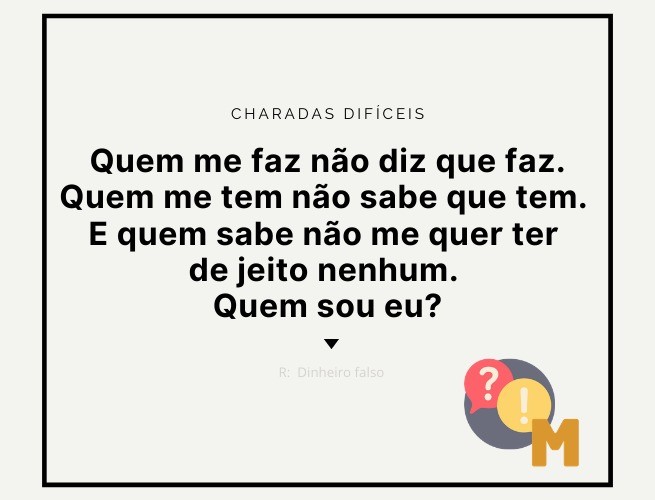 CHARADAS DIFÍCEIS
Quem me faz não diz que faz.
Quem me tem não sabe que tem.
E quem sabe não me quer ter
de jeito nenhum.
Quem sou eu?
R: Dinheiro falso
? !
M